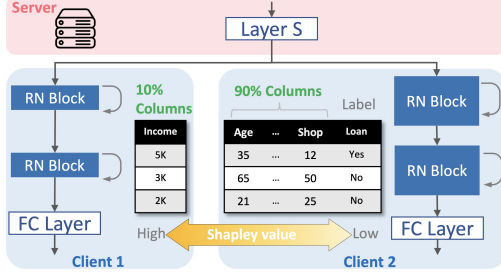 Server
Layer S
10%
Columns
90% Columns
Label
RN Block
RN Block
FC Layer
Income
5K
3K
2K
Age ... Shop Loan
35 ... 12 Yes
65 ... 50 No
21 ... 25 No
RN Block
RN Block
FC Layer
High Shapley value Low
Client 1
Client 2